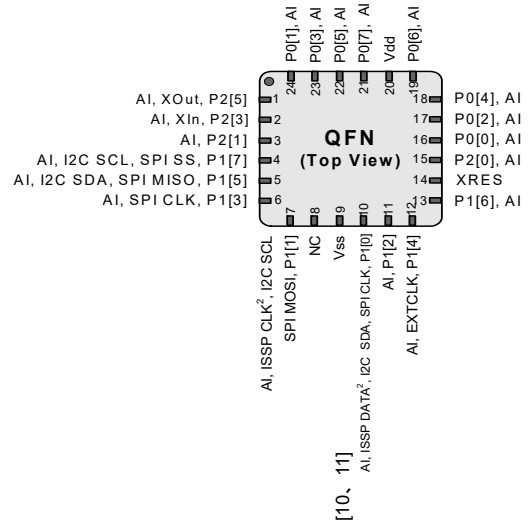 P0[1], AI
P0[3], AI
P0[5], AI
P0[7], AI
Vdd
P0[6], AI
24
23
22
21
20
19
AI, XOut, P2[5]
1
AI, XIn, P2[3]
2
AI, P2[1]
3
AI, I2C SCL, SPI SS, P1[7]
4
AI, I2C SDA, SPI MISO, P1[5]
5
AI, SPI CLK, P1[3]
6
QFN
(Top View)
18
P0[4], AI
17
P0[2], AI
16
P0[0], AI
15
P2[0], AI
14
XRES
13
P1[6], AI
7
8
9
10
11
12
AI, ISSP CLK², I2C SCL
SPI MOSI, P1[1]
NC
Vss
AI, ISSP DATA², I2C SDA, SPI CLK, P1[0]
AI, P1[2]
AI, EXTCLK, P1[4]
[10、 11]